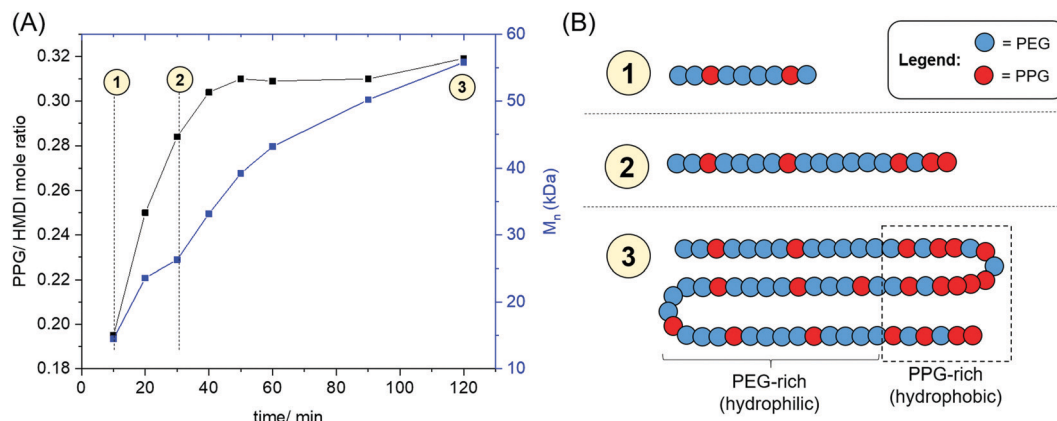 (A)
PPG/ HMDI mole ratio
0.32
0.30
0.28
0.26
0.24
0.22
0.20
0.18
1
2
3
60
50
40
30
20
10
Mn (kDa)
0 20 40 60 80 100 120
time/ min
(B)
Legend:
= PEG
= PPG
1
2
3
PEG-rich
(hydrophilic)
PPG-rich
(hydrophobic)